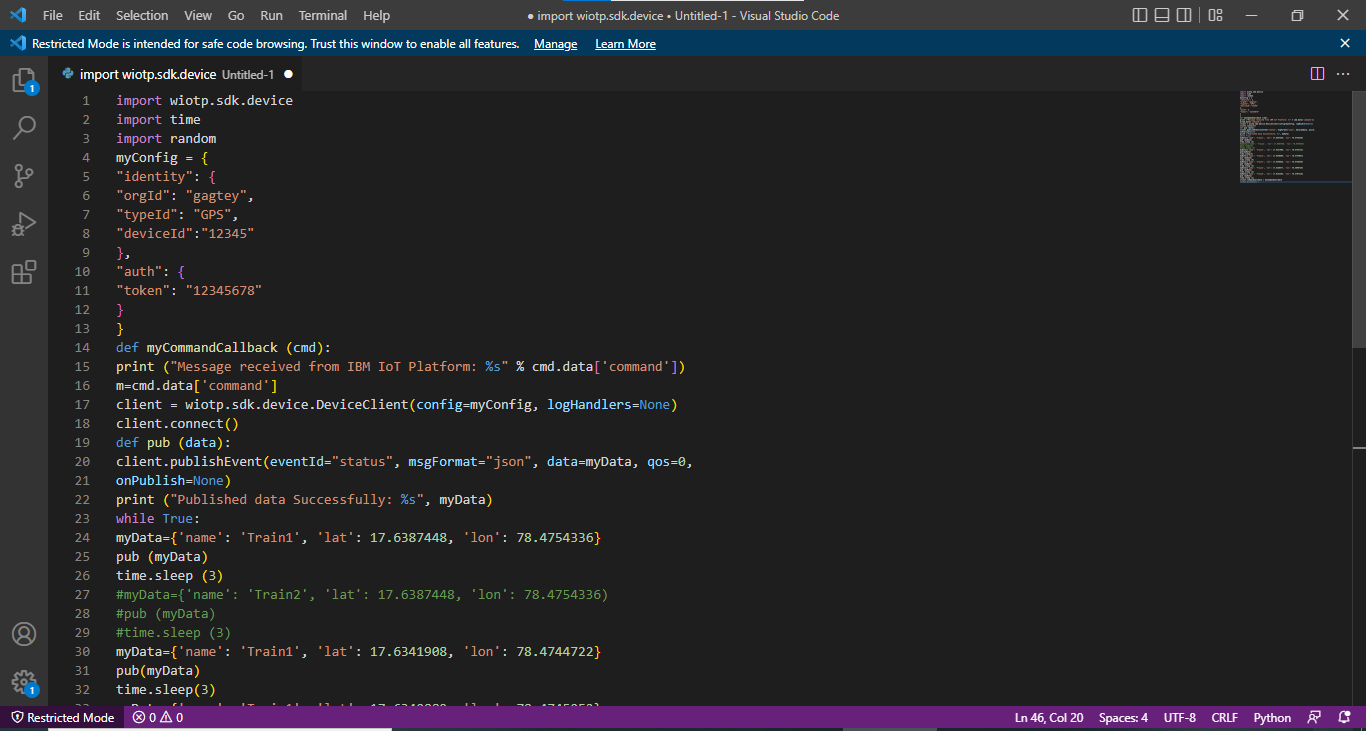 File Edit Selection View Go Run Terminal Help ● import wiotp.sdk.device • Untitled-1 - Visual Studio Code
Restricted Mode is intended for safe code browsing. Trust this window to enable all features. Manage Learn More
import wiotp.sdk.device Untitled-1 ●
1
1
1 import wiotp.sdk.device
2 import time
3 import random
4 myConfig = {
5 "identity": {
6 "orgId": "gagtey",
7 "typeId": "GPS",
8 "deviceId":"12345"
9 },
10 "auth": {
11 "token": "12345678"
12 }
13 }
14 def myCommandCallback (cmd):
15 print ("Message received from IBM IoT Platform: %s" % cmd.data['command'])
16 m=cmd.data['command']
17 client = wiotp.sdk.device.DeviceClient(config=myConfig, logHandlers=None)
18 client.connect()
19 def pub (data):
20 client.publishEvent(eventId="status", msgFormat="json", data=myData, qos=0,
21 onPublish=None)
22 print ("Published data Successfully: %s", myData)
23 while True:
24 myData={'name': 'Train1', 'lat': 17.6387448, 'lon': 78.4754336}
25 pub (myData)
26 time.sleep (3)
27 #myData={'name': 'Train2', 'lat': 17.6387448, 'lon': 78.4754336)
28 #pub (myData)
29 #time.sleep (3)
30 myData={'name': 'Train1', 'lat': 17.6341908, 'lon': 78.4744722}
31 pub(myData)
32 time.sleep(3)
Restricted Mode 0 0 Ln 46, Col 20 Spaces: 4 UTF-8 CRLF Python